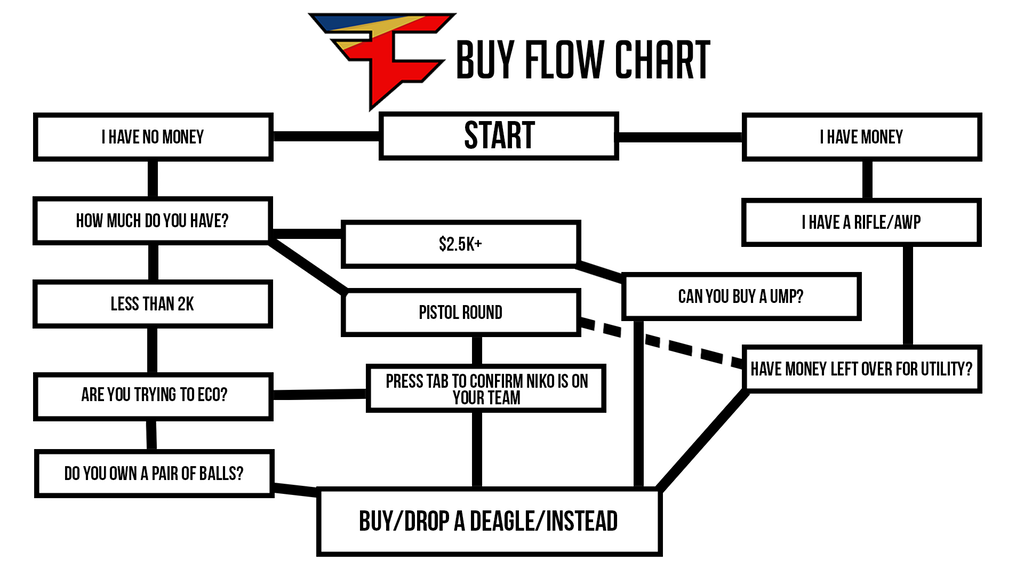 BUY FLOW CHART
I HAVE NO MONEY
START
I HAVE MONEY
HOW MUCH DO YOU HAVE?
$2.5K+
I HAVE A RIFLE/AWP
LESS THAN 2K
PISTOL ROUND
CAN YOU BUY A UMP?
ARE YOU TRYING TO ECO?
PRESS TAB TO CONFIRM NIKO IS ON
YOUR TEAM
HAVE MONEY LEFT OVER FOR UTILITY?
DO YOU OWN A PAIR OF BALLS?
BUY/DROP A DEAGLE/INSTEAD